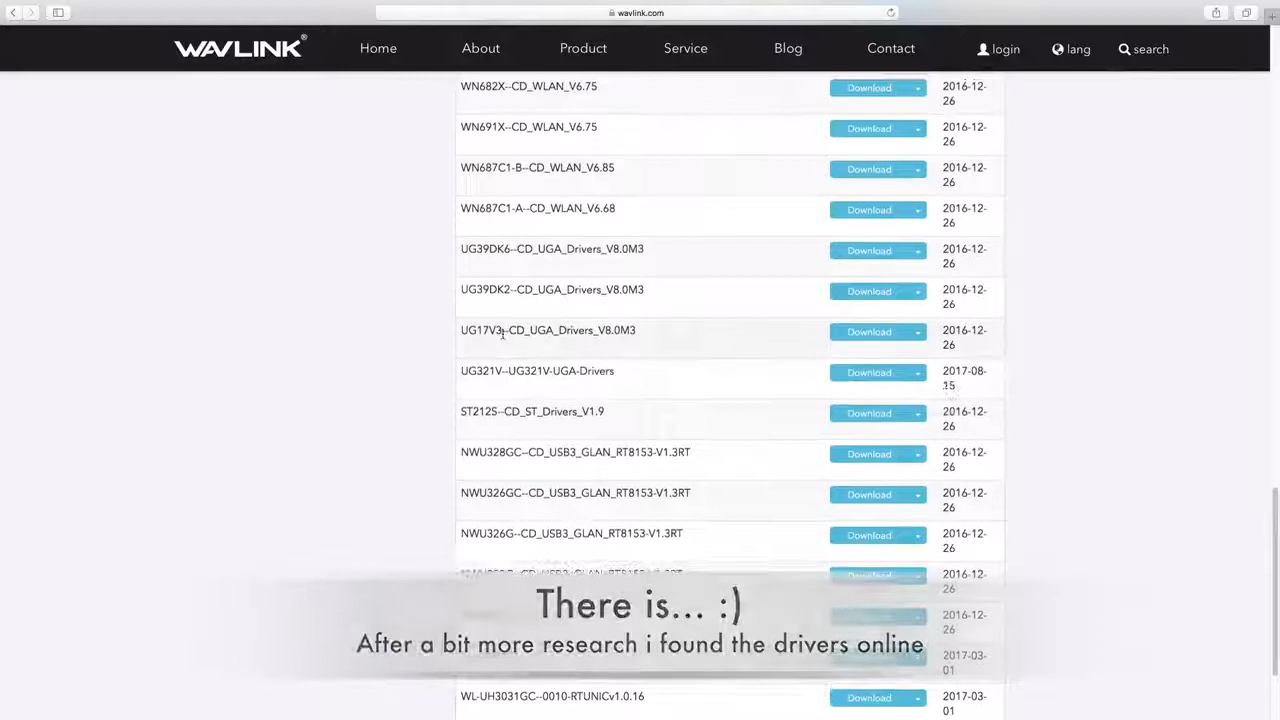 wavlink.com
WAVLINK®
Home
About
Product
Service
Blog
Contact
login
lang
search
WN682X--CD_WLAN_V6.75
Download
2016-12-
26
WN691X--CD_WLAN_V6.75
Download
2016-12-
26
WN687C1-B--CD_WLAN_V6.85
Download
2016-12-
26
WN687C1-A--CD_WLAN_V6.68
Download
2016-12-
26
UG39DK6--CD_UGA_Drivers_V8.0M3
Download
2016-12-
26
UG39DK2--CD_UGA_Drivers_V8.0M3
Download
2016-12-
26
UG17V3--CD_UGA_Drivers_V8.0M3
Download
2016-12-
26
UG321V--UG321V-UGA-Drivers
Download
2017-08-
15
ST212S--CD_ST_Drivers_V1.9
Download
2016-12-
26
NWU328GC--CD_USB3_GLAN_RT8153-V1.3RT
Download
2016-12-
26
NWU326GC--CD_USB3_GLAN_RT8153-V1.3RT
Download
2016-12-
26
NWU326G--CD_USB3_GLAN_RT8153-V1.3RT
Download
2016-12-
26
Download
2016-12-
26
There is... :)
2016-12-
26
After a bit more research i found the drivers online
2017-03-
01
WL-UH3031GC--0010-RTUNICv1.0.16
Download
2017-03-
01